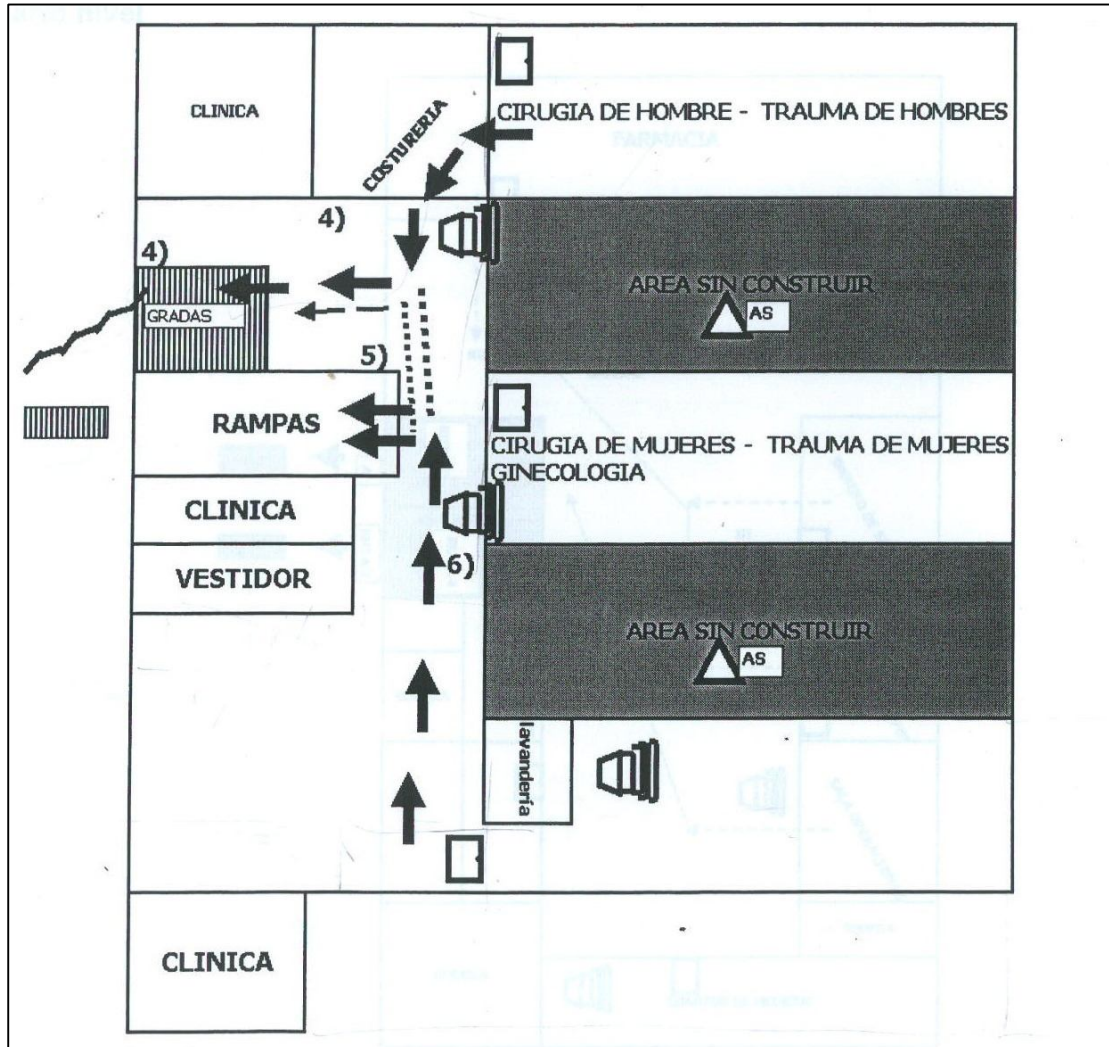 CLINICA
COSTURERIA
CIRUGIA DE HOMBRE - TRAUMA DE HOMBRES
4)
4)
AREA SIN CONSTRUIR
AS
GRADAS
5)
RAMPAS
CIRUGIA DE MUJERES - TRAUMA DE MUJERES
GINECOLOGIA
CLINICA
VESTIDOR
6)
AREA SIN CONSTRUIR
AS
lavandería
CLINICA